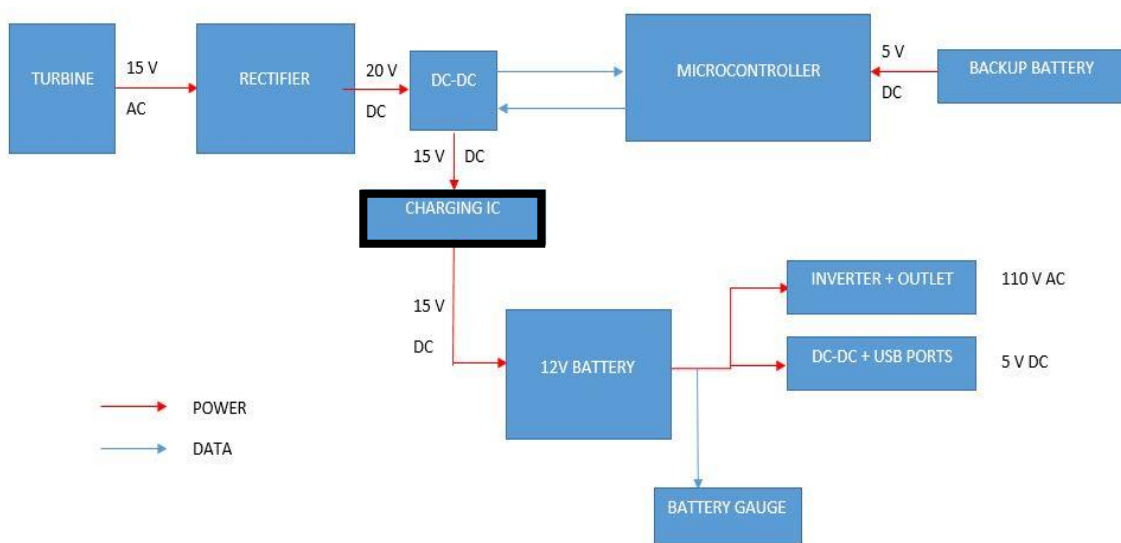 TURBINE
15 V
AC
RECTIFIER
20 V
DC
DC-DC
MICROCONTROLLER
5 V
DC
BACKUP BATTERY
15 V DC
CHARGING IC
15 V
DC
12V BATTERY
INVERTER + OUTLET
110 V AC
DC-DC + USB PORTS
5 V DC
POWER
DATA
BATTERY GAUGE